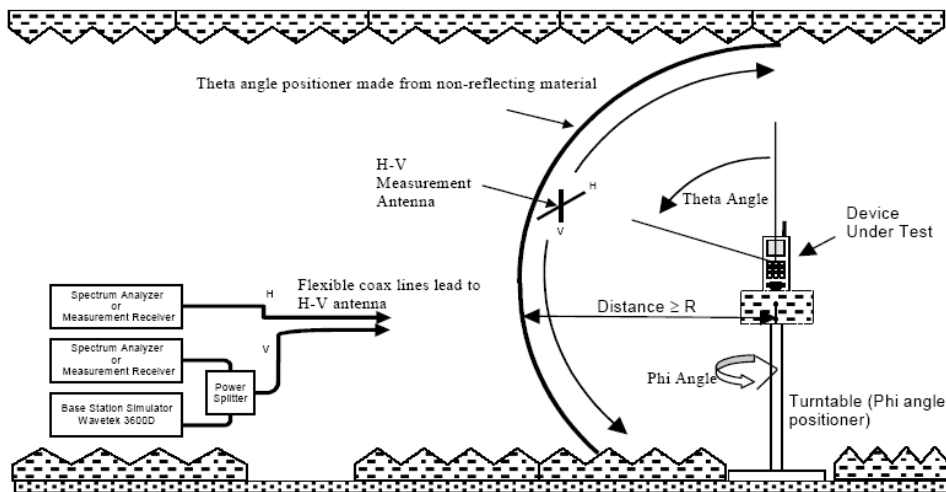 Theta angle positioner made from non-reflecting material
H-V
Measurement
Antenna
H
V
Theta Angle
Device
Under Test
Flexible coax lines lead to
H-V antenna
H
V
Spectrum Analyzer
or
Measurement Receiver
Spectrum Analyzer
or
Measurement Receiver
Power
Splitter
Base Station Simulator
Wavetek 3600D
Distance ≥ R
Phi Angle
Turntable (Phi angle
positioner)